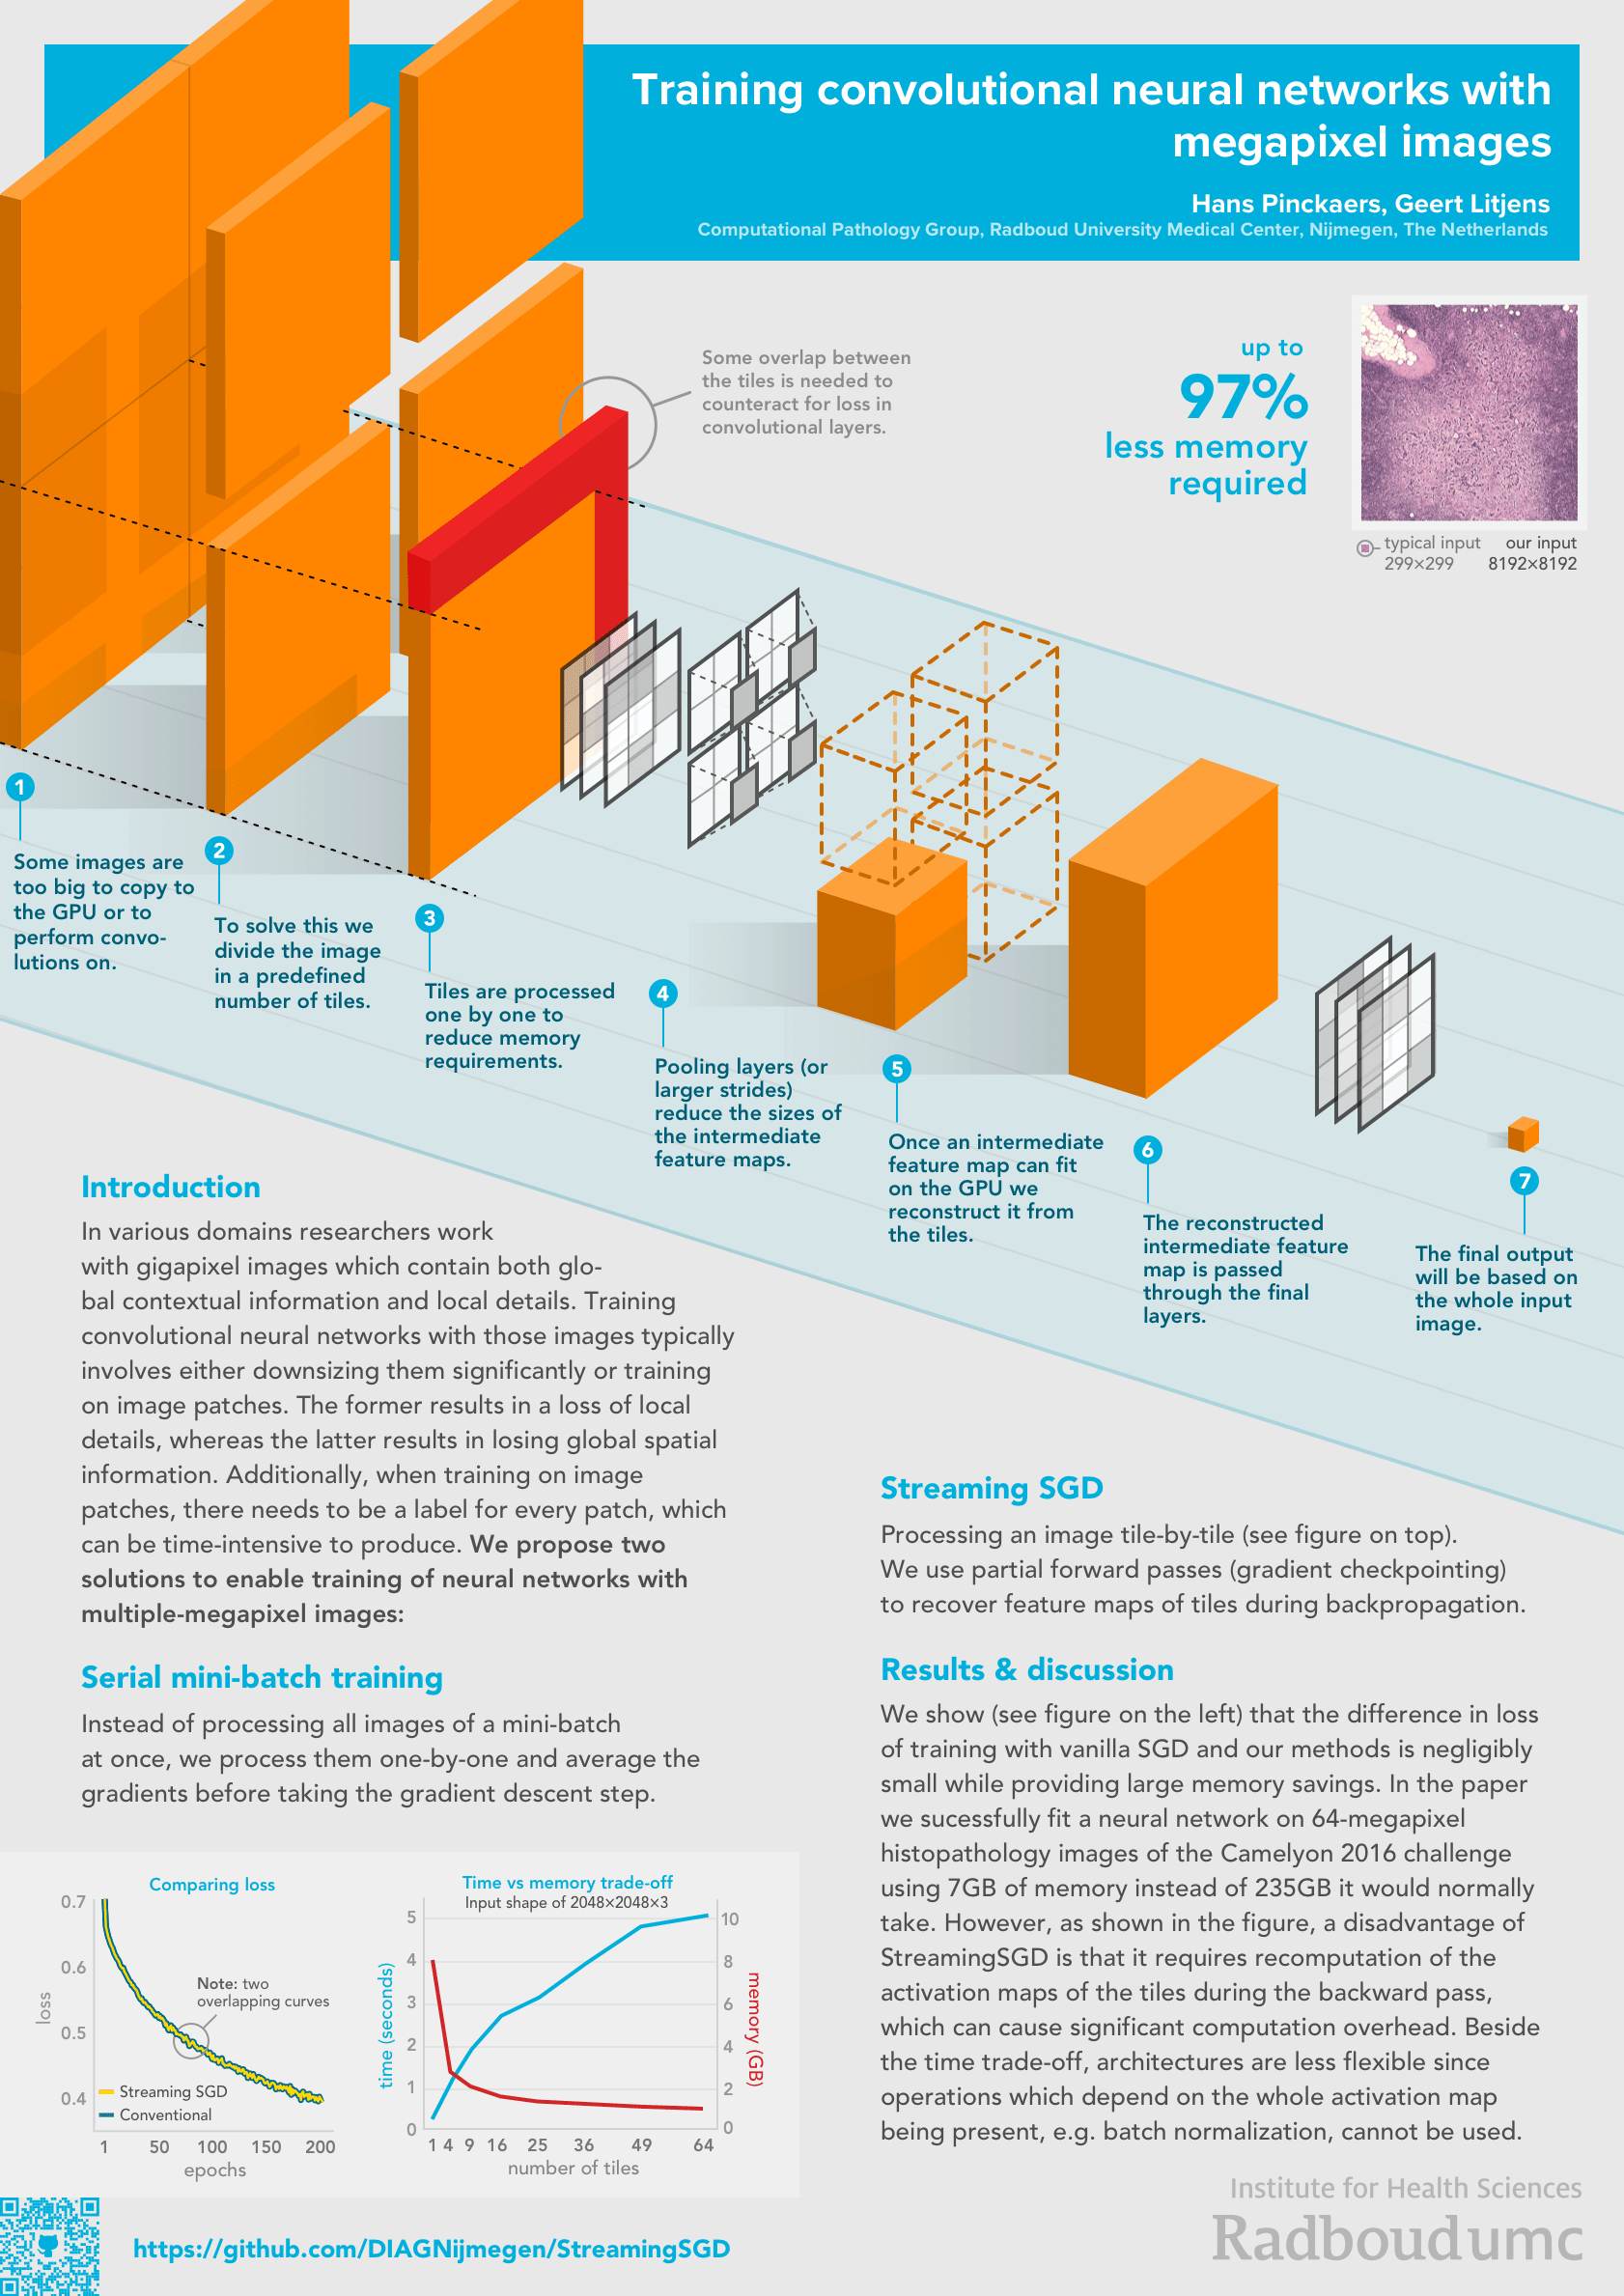 Training convolutional neural networks with
megapixel images
Hans Pinckaers, Geert Litjens
Computational Pathology Group, Radboud University Medical Center, Nijmegen, The Netherlands
Some overlap between
the tiles is needed to
counteract for loss in
convolutional layers.
up to
97%
less memory
required
typical input
299×299
our input
8192×8192
1
Some images are
too big to copy to
the GPU or to
perform convo-
lutions on.
2
To solve this we
divide the image
in a predefined
number of tiles.
3
Tiles are processed
one by one to
reduce memory
requirements.
4
Pooling layers (or
larger strides)
reduce the sizes of
the intermediate
feature maps.
5
Once an intermediate
feature map can fit
on the GPU we
reconstruct it from
the tiles.
6
The reconstructed
intermediate feature
map is passed
through the final
layers.
7
The final output
will be based on
the whole input
image.
Introduction
In various domains researchers work
with gigapixel images which contain both glo-
bal contextual information and local details. Training
convolutional neural networks with those images typically
involves either downsizing them significantly or training
on image patches. The former results in a loss of local
details, whereas the latter results in losing global spatial
information. Additionally, when training on image
patches, there needs to be a label for every patch, which
can be time-intensive to produce. We propose two
solutions to enable training of neural networks with
multiple-megapixel images:
Serial mini-batch training
Instead of processing all images of a mini-batch
at once, we process them one-by-one and average the
gradients before taking the gradient descent step.
Comparing loss
0.7
0.6
0.5
0.4
loss
Note: two
overlapping curves
Streaming SGD
Conventional
1 50 100 150 200
epochs
Time vs memory trade-off
Input shape of 2048×2048×3
5
4
3
2
1
0
time (seconds)
10
8
6
4
2
0
memory (GB)
1 4 9 16 25 36 49 64
number of tiles
https://github.com/DIAGNijmegen/StreamingSGD
Streaming SGD
Processing an image tile-by-tile (see figure on top).
We use partial forward passes (gradient checkpointing)
to recover feature maps of tiles during backpropagation.
Results & discussion
We show (see figure on the left) that the difference in loss
of training with vanilla SGD and our methods is negligibly
small while providing large memory savings. In the paper
we sucessfully fit a neural network on 64-megapixel
histopathology images of the Camelyon 2016 challenge
using 7GB of memory instead of 235GB it would normally
take. However, as shown in the figure, a disadvantage of
StreamingSGD is that it requires recomputation of the
activation maps of the tiles during the backward pass,
which can cause significant computation overhead. Beside
the time trade-off, architectures are less flexible since
operations which depend on the whole activation map
being present, e.g. batch normalization, cannot be used.
Institute for Health Sciences
Radboudumc